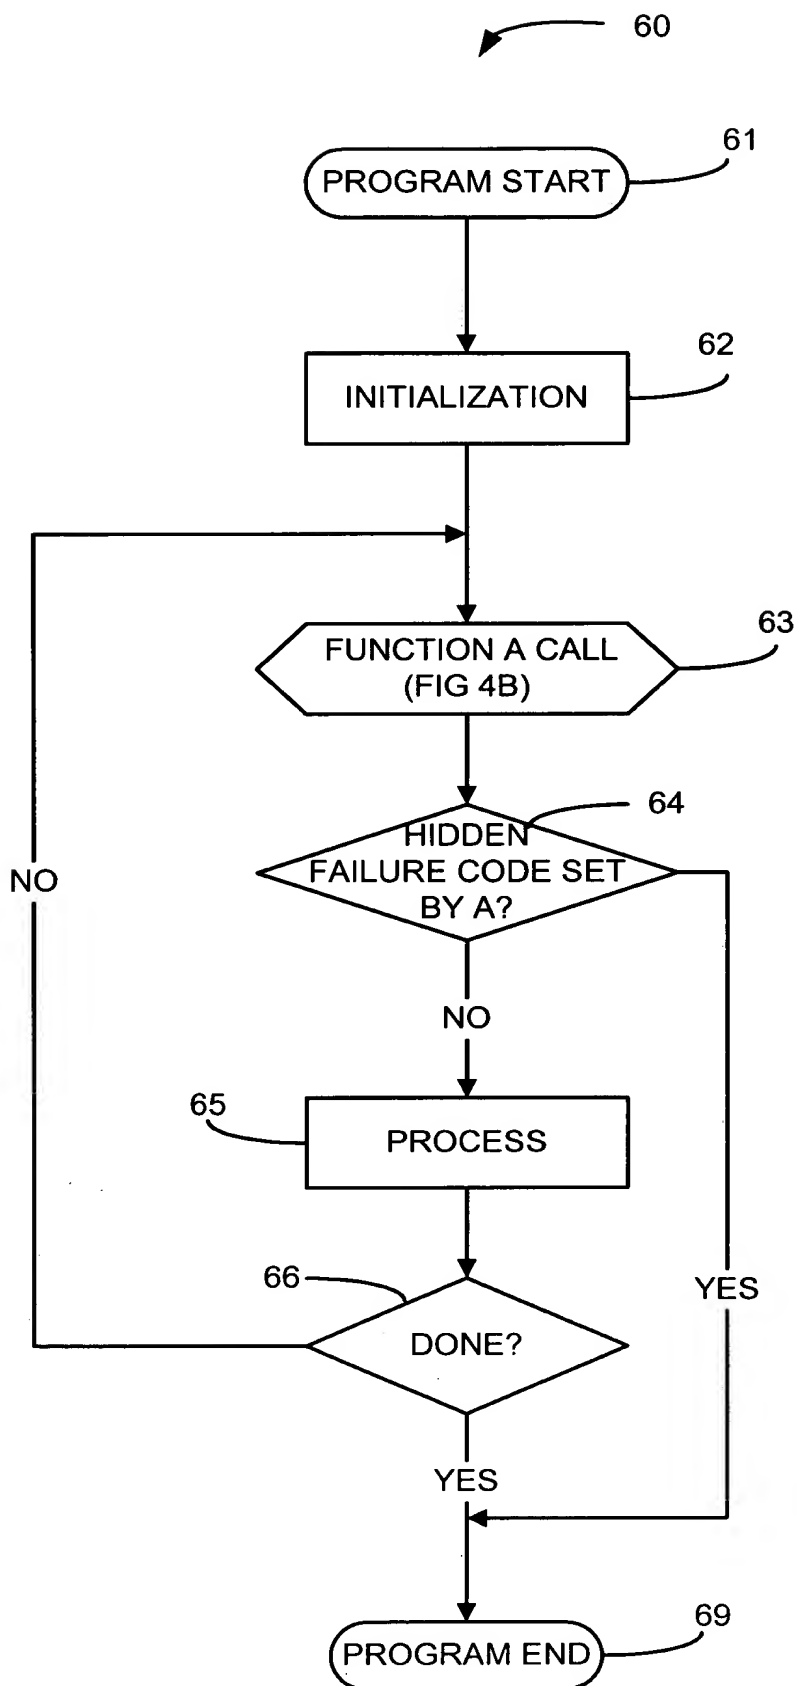 60
61
PROGRAM START
62
INITIALIZATION
63
FUNCTION A CALL
(FIG 4B)
64
HIDDEN
FAILURE CODE SET
BY A?
NO
NO
65
PROCESS
66
YES
DONE?
YES
69
PROGRAM END